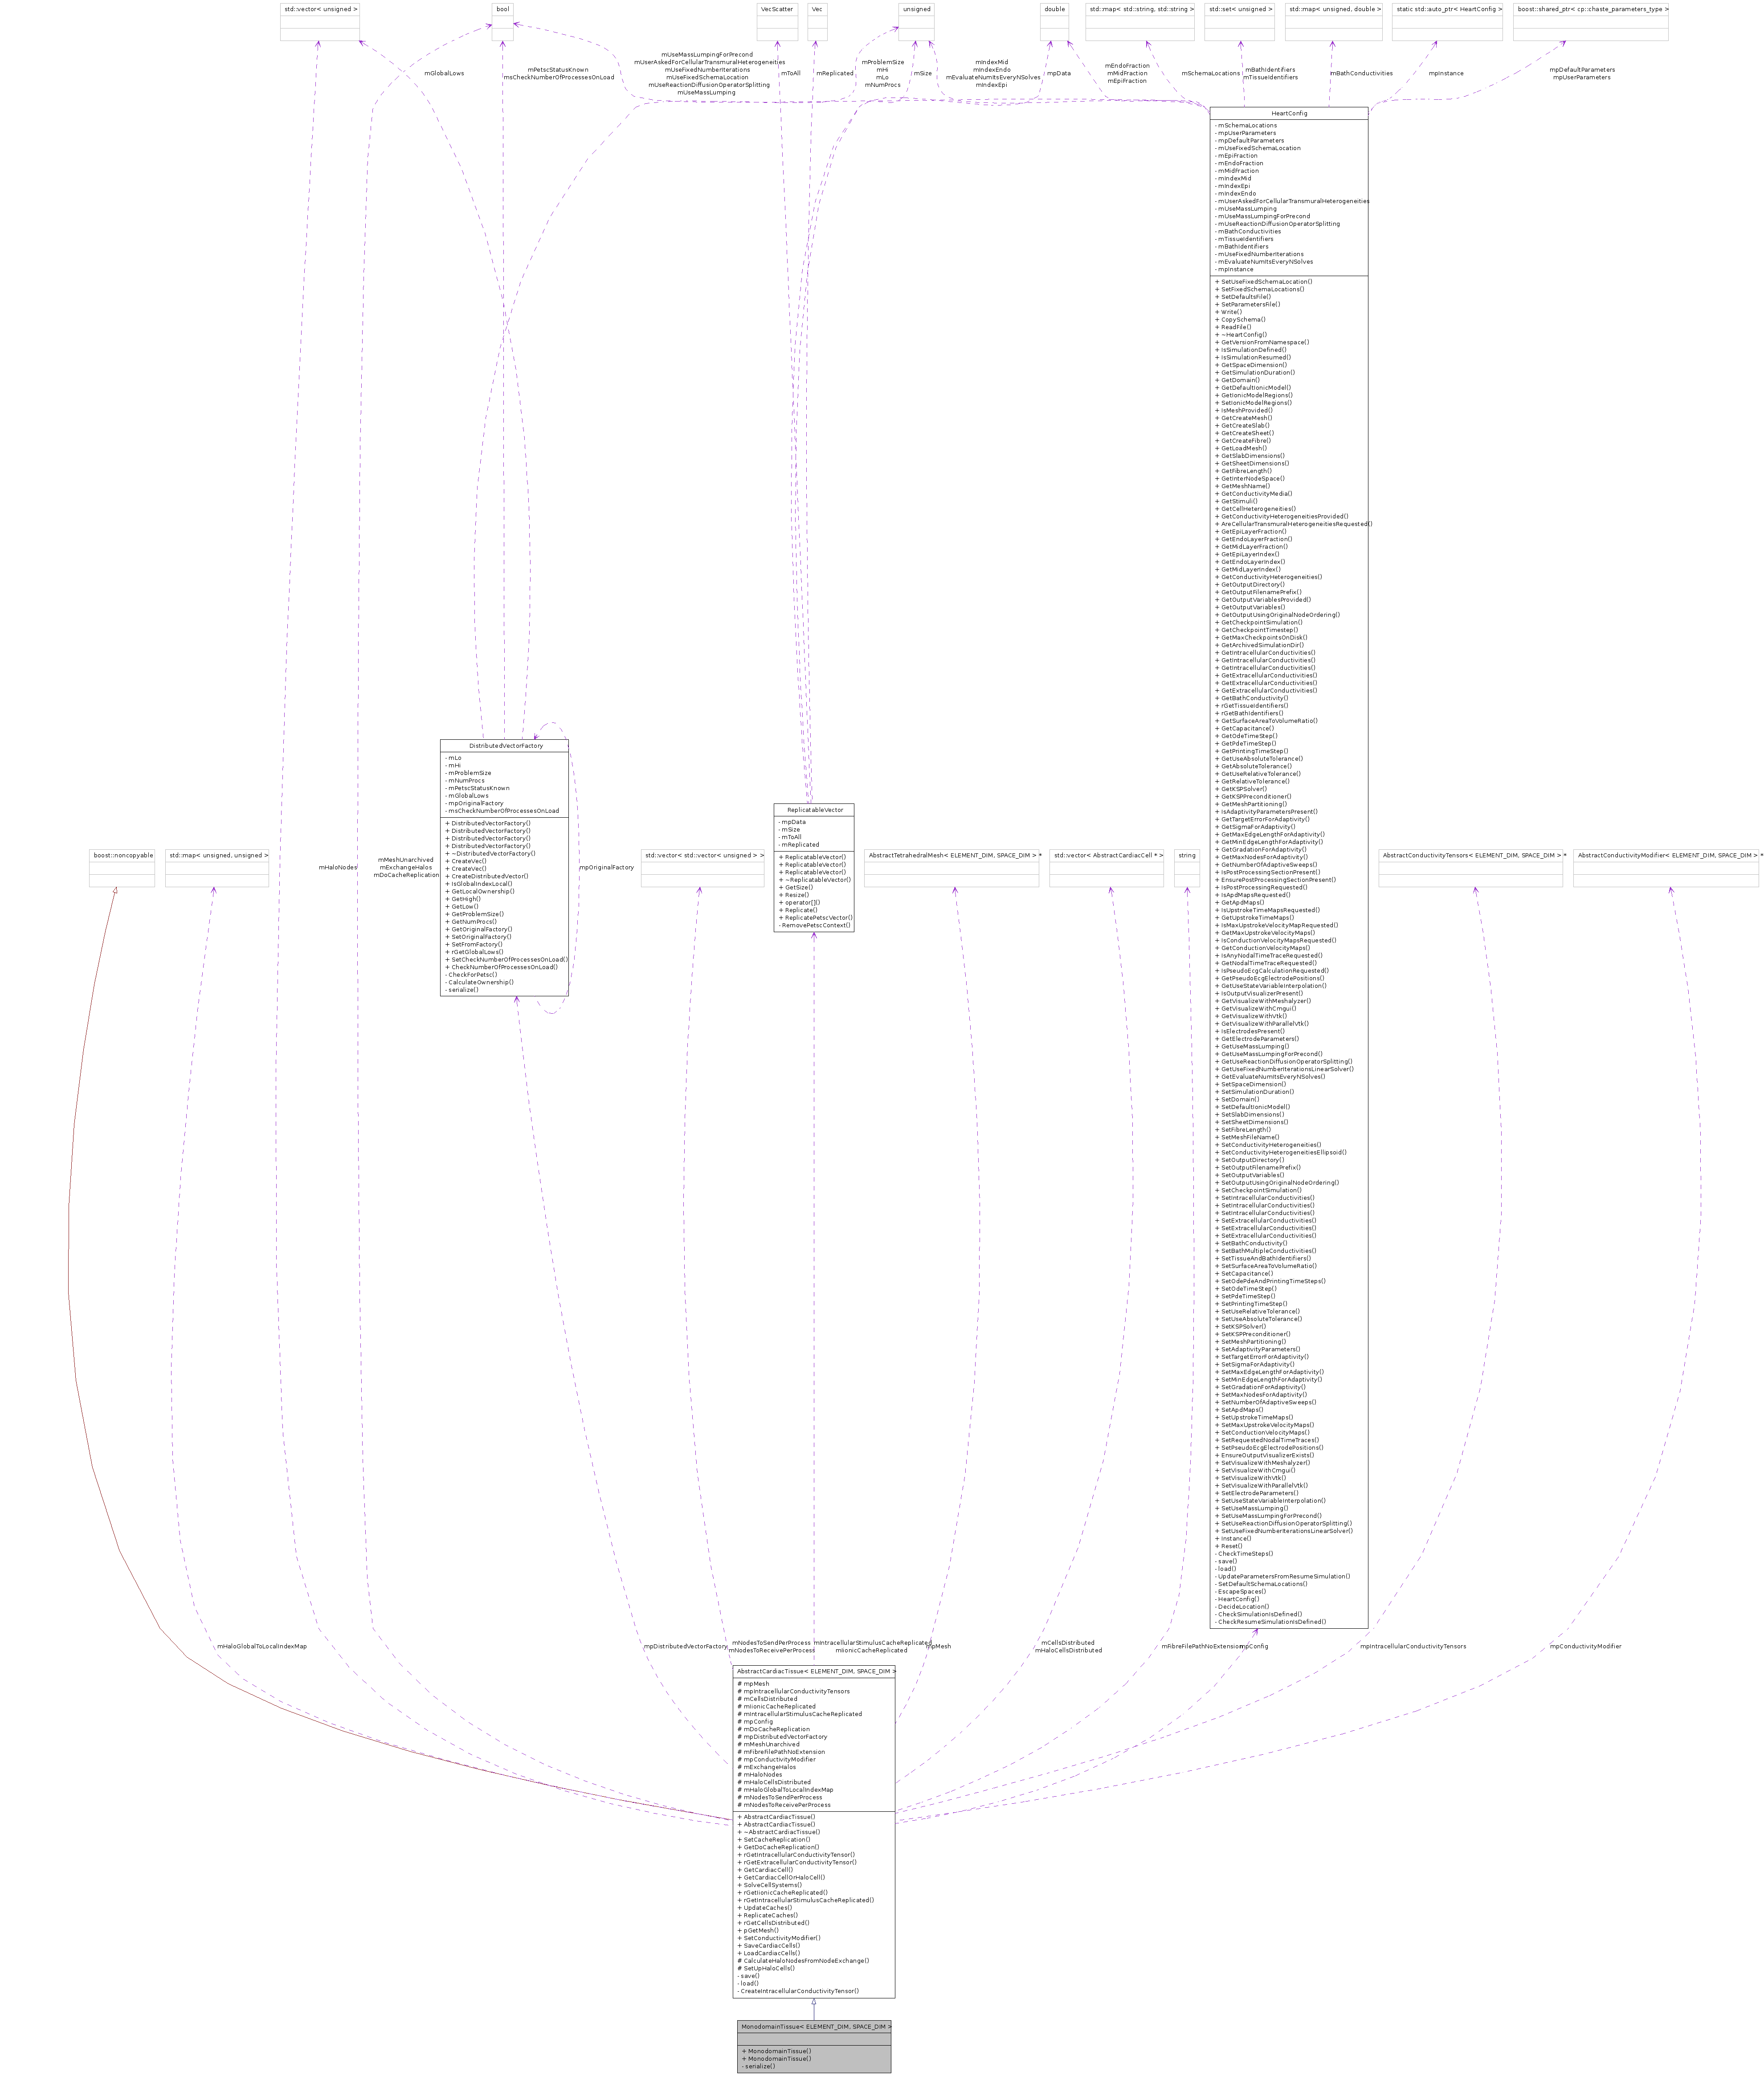 std::vector< unsigned >
bool
VecScatter
Vec
unsigned
double
std::map< std::string, std::string >
std::set< unsigned >
std::map< unsigned, double >
static std::auto_ptr< HeartConfig >
boost::shared_ptr< cp::chaste_parameters_type >
mGlobalLows
mPetscStatusKnown
msCheckNumberOfProcessesOnLoad
mUseMassLumpingForPrecond
mUserAskedForCellularTransmuralHeterogeneities
mUseFixedNumberIterations
mUseFixedSchemaLocation
mUseReactionDiffusionOperatorSplitting
mUseMassLumping
mToAll
mReplicated
mProblemSize
mHi
mLo
mNumProcs
mSize
mIndexMid
mIndexEndo
mEvaluateNumItsEveryNSolves
mIndexEpi
mpData
mEndoFraction
mMidFraction
mEpiFraction
mSchemaLocations
mBathIdentifiers
mTissueIdentifiers
mBathConductivities
mpInstance
mpDefaultParameters
mpUserParameters
HeartConfig
- mSchemaLocations
- mpUserParameters
- mpDefaultParameters
- mUseFixedSchemaLocation
- mEpiFraction
- mEndoFraction
- mMidFraction
- mIndexMid
- mIndexEpi
- mIndexEndo
- mUserAskedForCellularTransmuralHeterogeneities
- mUseMassLumping
- mUseMassLumpingForPrecond
- mUseReactionDiffusionOperatorSplitting
- mBathConductivities
- mTissueIdentifiers
- mBathIdentifiers
- mUseFixedNumberIterations
- mEvaluateNumItsEveryNSolves
- mpInstance
+ SetUseFixedSchemaLocation()
+ SetFixedSchemaLocations()
+ SetDefaultsFile()
+ SetParametersFile()
+ Write()
+ CopySchema()
+ ReadFile()
+ ~HeartConfig()
+ GetVersionFromNamespace()
+ IsSimulationDefined()
+ IsSimulationResumed()
+ GetSpaceDimension()
+ GetSimulationDuration()
+ GetDomain()
+ GetDefaultIonicModel()
+ GetIonicModelRegions()
+ SetIonicModelRegions()
+ IsMeshProvided()
+ GetCreateMesh()
+ GetCreateSlab()
+ GetCreateSheet()
+ GetCreateFibre()
+ GetLoadMesh()
+ GetSlabDimensions()
+ GetSheetDimensions()
+ GetFibreLength()
+ GetInterNodeSpace()
+ GetMeshName()
+ GetConductivityMedia()
+ GetStimuli()
+ GetCellHeterogeneities()
+ GetConductivityHeterogeneitiesProvided()
+ AreCellularTransmuralHeterogeneitiesRequested()
+ GetEpiLayerFraction()
+ GetEndoLayerFraction()
+ GetMidLayerFraction()
+ GetEpiLayerIndex()
+ GetEndoLayerIndex()
+ GetMidLayerIndex()
+ GetConductivityHeterogeneities()
+ GetOutputDirectory()
+ GetOutputFilenamePrefix()
+ GetOutputVariablesProvided()
+ GetOutputVariables()
+ GetOutputUsingOriginalNodeOrdering()
+ GetCheckpointSimulation()
+ GetCheckpointTimestep()
+ GetMaxCheckpointsOnDisk()
+ GetArchivedSimulationDir()
+ GetIntracellularConductivities()
+ GetIntracellularConductivities()
+ GetIntracellularConductivities()
+ GetExtracellularConductivities()
+ GetExtracellularConductivities()
+ GetExtracellularConductivities()
+ GetBathConductivity()
+ rGetTissueIdentifiers()
+ rGetBathIdentifiers()
+ GetSurfaceAreaToVolumeRatio()
+ GetCapacitance()
+ GetOdeTimeStep()
+ GetPdeTimeStep()
+ GetPrintingTimeStep()
+ GetUseAbsoluteTolerance()
+ GetAbsoluteTolerance()
+ GetUseRelativeTolerance()
+ GetRelativeTolerance()
+ GetKSPSolver()
+ GetKSPPreconditioner()
+ GetMeshPartitioning()
+ IsAdaptivityParametersPresent()
+ GetTargetErrorForAdaptivity()
+ GetSigmaForAdaptivity()
+ GetMaxEdgeLengthForAdaptivity()
+ GetMinEdgeLengthForAdaptivity()
+ GetGradationForAdaptivity()
+ GetMaxNodesForAdaptivity()
+ GetNumberOfAdaptiveSweeps()
+ IsPostProcessingSectionPresent()
+ EnsurePostProcessingSectionPresent()
+ IsPostProcessingRequested()
+ IsApdMapsRequested()
+ GetApdMaps()
+ IsUpstrokeTimeMapsRequested()
+ GetUpstrokeTimeMaps()
+ IsMaxUpstrokeVelocityMapRequested()
+ GetMaxUpstrokeVelocityMaps()
+ IsConductionVelocityMapsRequested()
+ GetConductionVelocityMaps()
+ IsAnyNodalTimeTraceRequested()
+ GetNodalTimeTraceRequested()
+ IsPseudoEcgCalculationRequested()
+ GetPseudoEcgElectrodePositions()
+ GetUseStateVariableInterpolation()
+ IsOutputVisualizerPresent()
+ GetVisualizeWithMeshalyzer()
+ GetVisualizeWithCmgui()
+ GetVisualizeWithVtk()
+ GetVisualizeWithParallelVtk()
+ IsElectrodesPresent()
+ GetElectrodeParameters()
+ GetUseMassLumping()
+ GetUseMassLumpingForPrecond()
+ GetUseReactionDiffusionOperatorSplitting()
+ GetUseFixedNumberIterationsLinearSolver()
+ GetEvaluateNumItsEveryNSolves()
+ SetSpaceDimension()
+ SetSimulationDuration()
+ SetDomain()
+ SetDefaultIonicModel()
+ SetSlabDimensions()
+ SetSheetDimensions()
+ SetFibreLength()
+ SetMeshFileName()
+ SetConductivityHeterogeneities()
+ SetConductivityHeterogeneitiesEllipsoid()
+ SetOutputDirectory()
+ SetOutputFilenamePrefix()
+ SetOutputVariables()
+ SetOutputUsingOriginalNodeOrdering()
+ SetCheckpointSimulation()
+ SetIntracellularConductivities()
+ SetIntracellularConductivities()
+ SetIntracellularConductivities()
+ SetExtracellularConductivities()
+ SetExtracellularConductivities()
+ SetExtracellularConductivities()
+ SetBathConductivity()
+ SetBathMultipleConductivities()
+ SetTissueAndBathIdentifiers()
+ SetSurfaceAreaToVolumeRatio()
+ SetCapacitance()
+ SetOdePdeAndPrintingTimeSteps()
+ SetOdeTimeStep()
+ SetPdeTimeStep()
+ SetPrintingTimeStep()
+ SetUseRelativeTolerance()
+ SetUseAbsoluteTolerance()
+ SetKSPSolver()
+ SetKSPPreconditioner()
+ SetMeshPartitioning()
+ SetAdaptivityParameters()
+ SetTargetErrorForAdaptivity()
+ SetSigmaForAdaptivity()
+ SetMaxEdgeLengthForAdaptivity()
+ SetMinEdgeLengthForAdaptivity()
+ SetGradationForAdaptivity()
+ SetMaxNodesForAdaptivity()
+ SetNumberOfAdaptiveSweeps()
+ SetApdMaps()
+ SetUpstrokeTimeMaps()
+ SetMaxUpstrokeVelocityMaps()
+ SetConductionVelocityMaps()
+ SetRequestedNodalTimeTraces()
+ SetPseudoEcgElectrodePositions()
+ EnsureOutputVisualizerExists()
+ SetVisualizeWithMeshalyzer()
+ SetVisualizeWithCmgui()
+ SetVisualizeWithVtk()
+ SetVisualizeWithParallelVtk()
+ SetElectrodeParameters()
+ SetUseStateVariableInterpolation()
+ SetUseMassLumping()
+ SetUseMassLumpingForPrecond()
+ SetUseReactionDiffusionOperatorSplitting()
+ SetUseFixedNumberIterationsLinearSolver()
+ Instance()
+ Reset()
- CheckTimeSteps()
- save()
- load()
- UpdateParametersFromResumeSimulation()
- SetDefaultSchemaLocations()
- EscapeSpaces()
- HeartConfig()
- DecideLocation()
- CheckSimulationIsDefined()
- CheckResumeSimulationIsDefined()
DistributedVectorFactory
- mLo
- mHi
- mProblemSize
- mNumProcs
- mPetscStatusKnown
- mGlobalLows
- mpOriginalFactory
- msCheckNumberOfProcessesOnLoad
+ DistributedVectorFactory()
+ DistributedVectorFactory()
+ DistributedVectorFactory()
+ DistributedVectorFactory()
+ ~DistributedVectorFactory()
+ CreateVec()
+ CreateVec()
+ CreateDistributedVector()
+ IsGlobalIndexLocal()
+ GetLocalOwnership()
+ GetHigh()
+ GetLow()
+ GetProblemSize()
+ GetNumProcs()
+ GetOriginalFactory()
+ SetOriginalFactory()
+ SetFromFactory()
+ rGetGlobalLows()
+ SetCheckNumberOfProcessesOnLoad()
+ CheckNumberOfProcessesOnLoad()
- CheckForPetsc()
- CalculateOwnership()
- serialize()
ReplicatableVector
- mpData
- mSize
- mToAll
- mReplicated
+ ReplicatableVector()
+ ReplicatableVector()
+ ReplicatableVector()
+ ~ReplicatableVector()
+ GetSize()
+ Resize()
+ operator[]()
+ Replicate()
+ ReplicatePetscVector()
- RemovePetscContext()
boost::noncopyable
std::map< unsigned, unsigned >
mHaloNodes
mMeshUnarchived
mExchangeHalos
mDoCacheReplication
mpOriginalFactory
std::vector< std::vector< unsigned > >
AbstractTetrahedralMesh< ELEMENT_DIM, SPACE_DIM > *
std::vector< AbstractCardiacCell * >
string
AbstractConductivityTensors< ELEMENT_DIM, SPACE_DIM > *
AbstractConductivityModifier< ELEMENT_DIM, SPACE_DIM > *
mHaloGlobalToLocalIndexMap
mpDistributedVectorFactory
mNodesToSendPerProcess
mNodesToReceivePerProcess
mIntracellularStimulusCacheReplicated
mIionicCacheReplicated
mpMesh
mCellsDistributed
mHaloCellsDistributed
mFibreFilePathNoExtension
mpConfig
mpIntracellularConductivityTensors
mpConductivityModifier
AbstractCardiacTissue< ELEMENT_DIM, SPACE_DIM >
# mpMesh
# mpIntracellularConductivityTensors
# mCellsDistributed
# mIionicCacheReplicated
# mIntracellularStimulusCacheReplicated
# mpConfig
# mDoCacheReplication
# mpDistributedVectorFactory
# mMeshUnarchived
# mFibreFilePathNoExtension
# mpConductivityModifier
# mExchangeHalos
# mHaloNodes
# mHaloCellsDistributed
# mHaloGlobalToLocalIndexMap
# mNodesToSendPerProcess
# mNodesToReceivePerProcess
+ AbstractCardiacTissue()
+ AbstractCardiacTissue()
+ ~AbstractCardiacTissue()
+ SetCacheReplication()
+ GetDoCacheReplication()
+ rGetIntracellularConductivityTensor()
+ rGetExtracellularConductivityTensor()
+ GetCardiacCell()
+ GetCardiacCellOrHaloCell()
+ SolveCellSystems()
+ rGetIionicCacheReplicated()
+ rGetIntracellularStimulusCacheReplicated()
+ UpdateCaches()
+ ReplicateCaches()
+ rGetCellsDistributed()
+ pGetMesh()
+ SetConductivityModifier()
+ SaveCardiacCells()
+ LoadCardiacCells()
# CalculateHaloNodesFromNodeExchange()
# SetUpHaloCells()
- save()
- load()
- CreateIntracellularConductivityTensor()
MonodomainTissue< ELEMENT_DIM, SPACE_DIM >
+ MonodomainTissue()
+ MonodomainTissue()
- serialize()